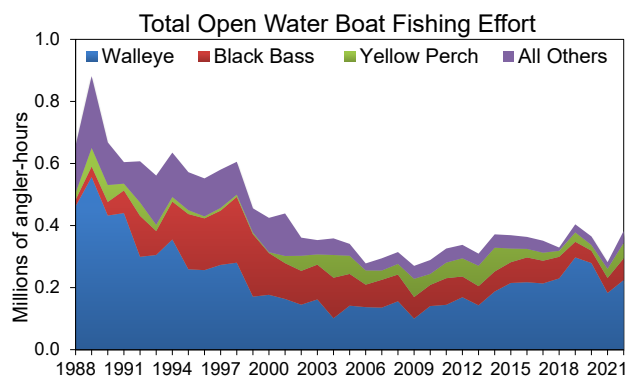 Total Open Water Boat Fishing Effort
1.0
Walleye Black Bass Yellow Perch All Others
0.8
0.6
0.4
0.2
0.0
Millions of angler-hours
1988 1991 1994 1997 2000 2003 2006 2009 2012 2015 2018 2021